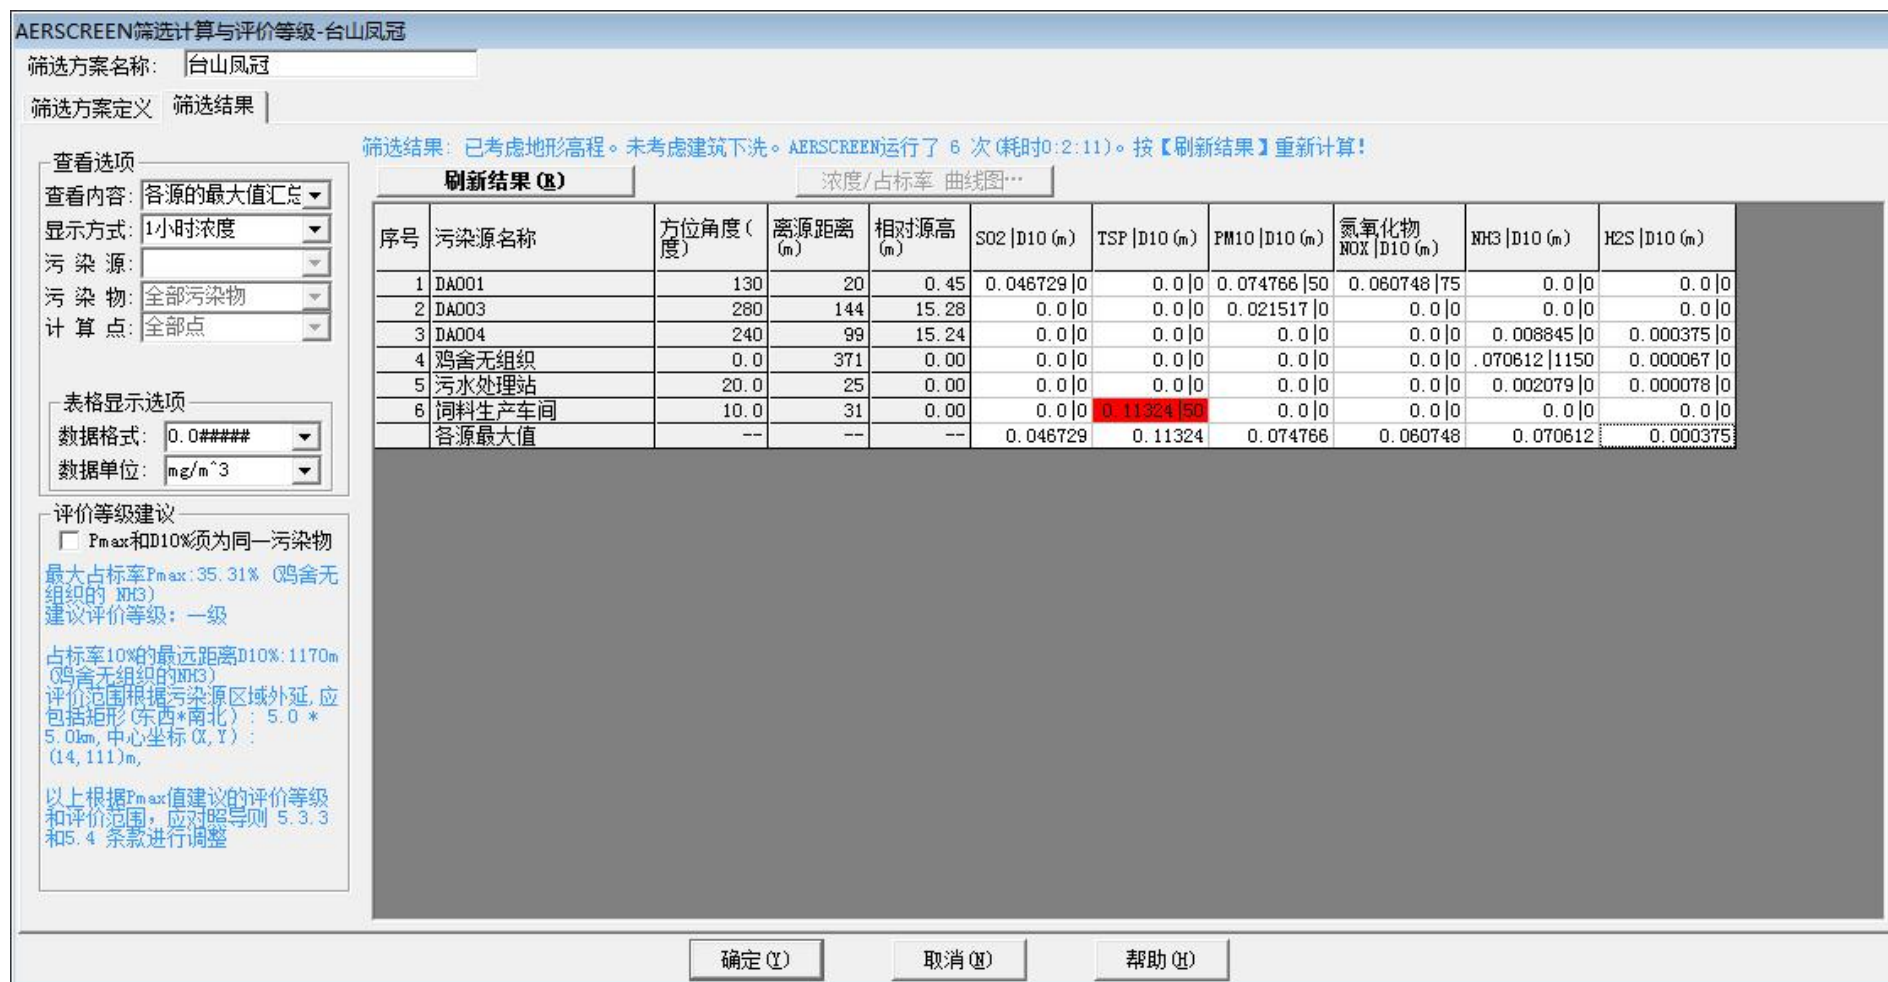 AERSCREEN筛选计算与评价等级-台山凤冠
筛选方案名称: 台山凤冠
筛选方案定义 筛选结果
筛选结果: 已考虑地形高程。未考虑建筑下洗。AERSCREEN运行了 6 次(耗时0:2:11)。按【刷新结果】重新计算!
刷新结果(R) 浓度/占标率 曲线图…
查看选项
查看内容: 各源的最大值汇总
显示方式: 1小时浓度
污 染 源:
污 染 物: 全部污染物
计 算 点: 全部点
表格显示选项
数据格式: 0.0#####
数据单位: mg/m^3
评价等级建议
Pmax和D10%须为同一污染物
最大占标率Pmax:35.31% (鸡舍无
组织的 NH3)
建议评价等级: 一级
占标率10%的最远距离D10%:1170m
(鸡舍无组织的NH3)
评价范围根据污染源区域外延,应
包括矩形(东西*南北): 5.0 *
5.0km,中心坐标(X,Y):
(14,111)m,
以上根据Pmax值建议的评价等级
和评价范围,应对照导则 5.3.3
和5.4 条款进行调整
序号 污染源名称 方位角度(度) 离源距离(m) 相对源高(m) SO2|D10(m) TSP|D10(m) PM10|D10(m) 氮氧化物NOX|D10(m) NH3|D10(m) H2S|D10(m)
1 DA001 130 20 0.45 0.046729|0 0.0|0 0.074766|50 0.060748|75 0.0|0 0.0|0
2 DA003 280 144 15.28 0.0|0 0.0|0 0.021517|0 0.0|0 0.0|0 0.0|0
3 DA004 240 99 15.24 0.0|0 0.0|0 0.0|0 0.0|0 0.008845|0 0.000375|0
4 鸡舍无组织 0.0 371 0.00 0.0|0 0.0|0 0.0|0 0.0|0 .070612|1150 0.000067|0
5 污水处理站 20.0 25 0.00 0.0|0 0.0|0 0.0|0 0.0|0 0.002079|0 0.000078|0
6 饲料生产车间 10.0 31 0.00 0.0|0 0.11324|50 0.0|0 0.0|0 0.0|0 0.0|0
各源最大值 -- -- -- 0.046729 0.11324 0.074766 0.060748 0.070612 0.000375
确定(Y) 取消(N) 帮助(H)